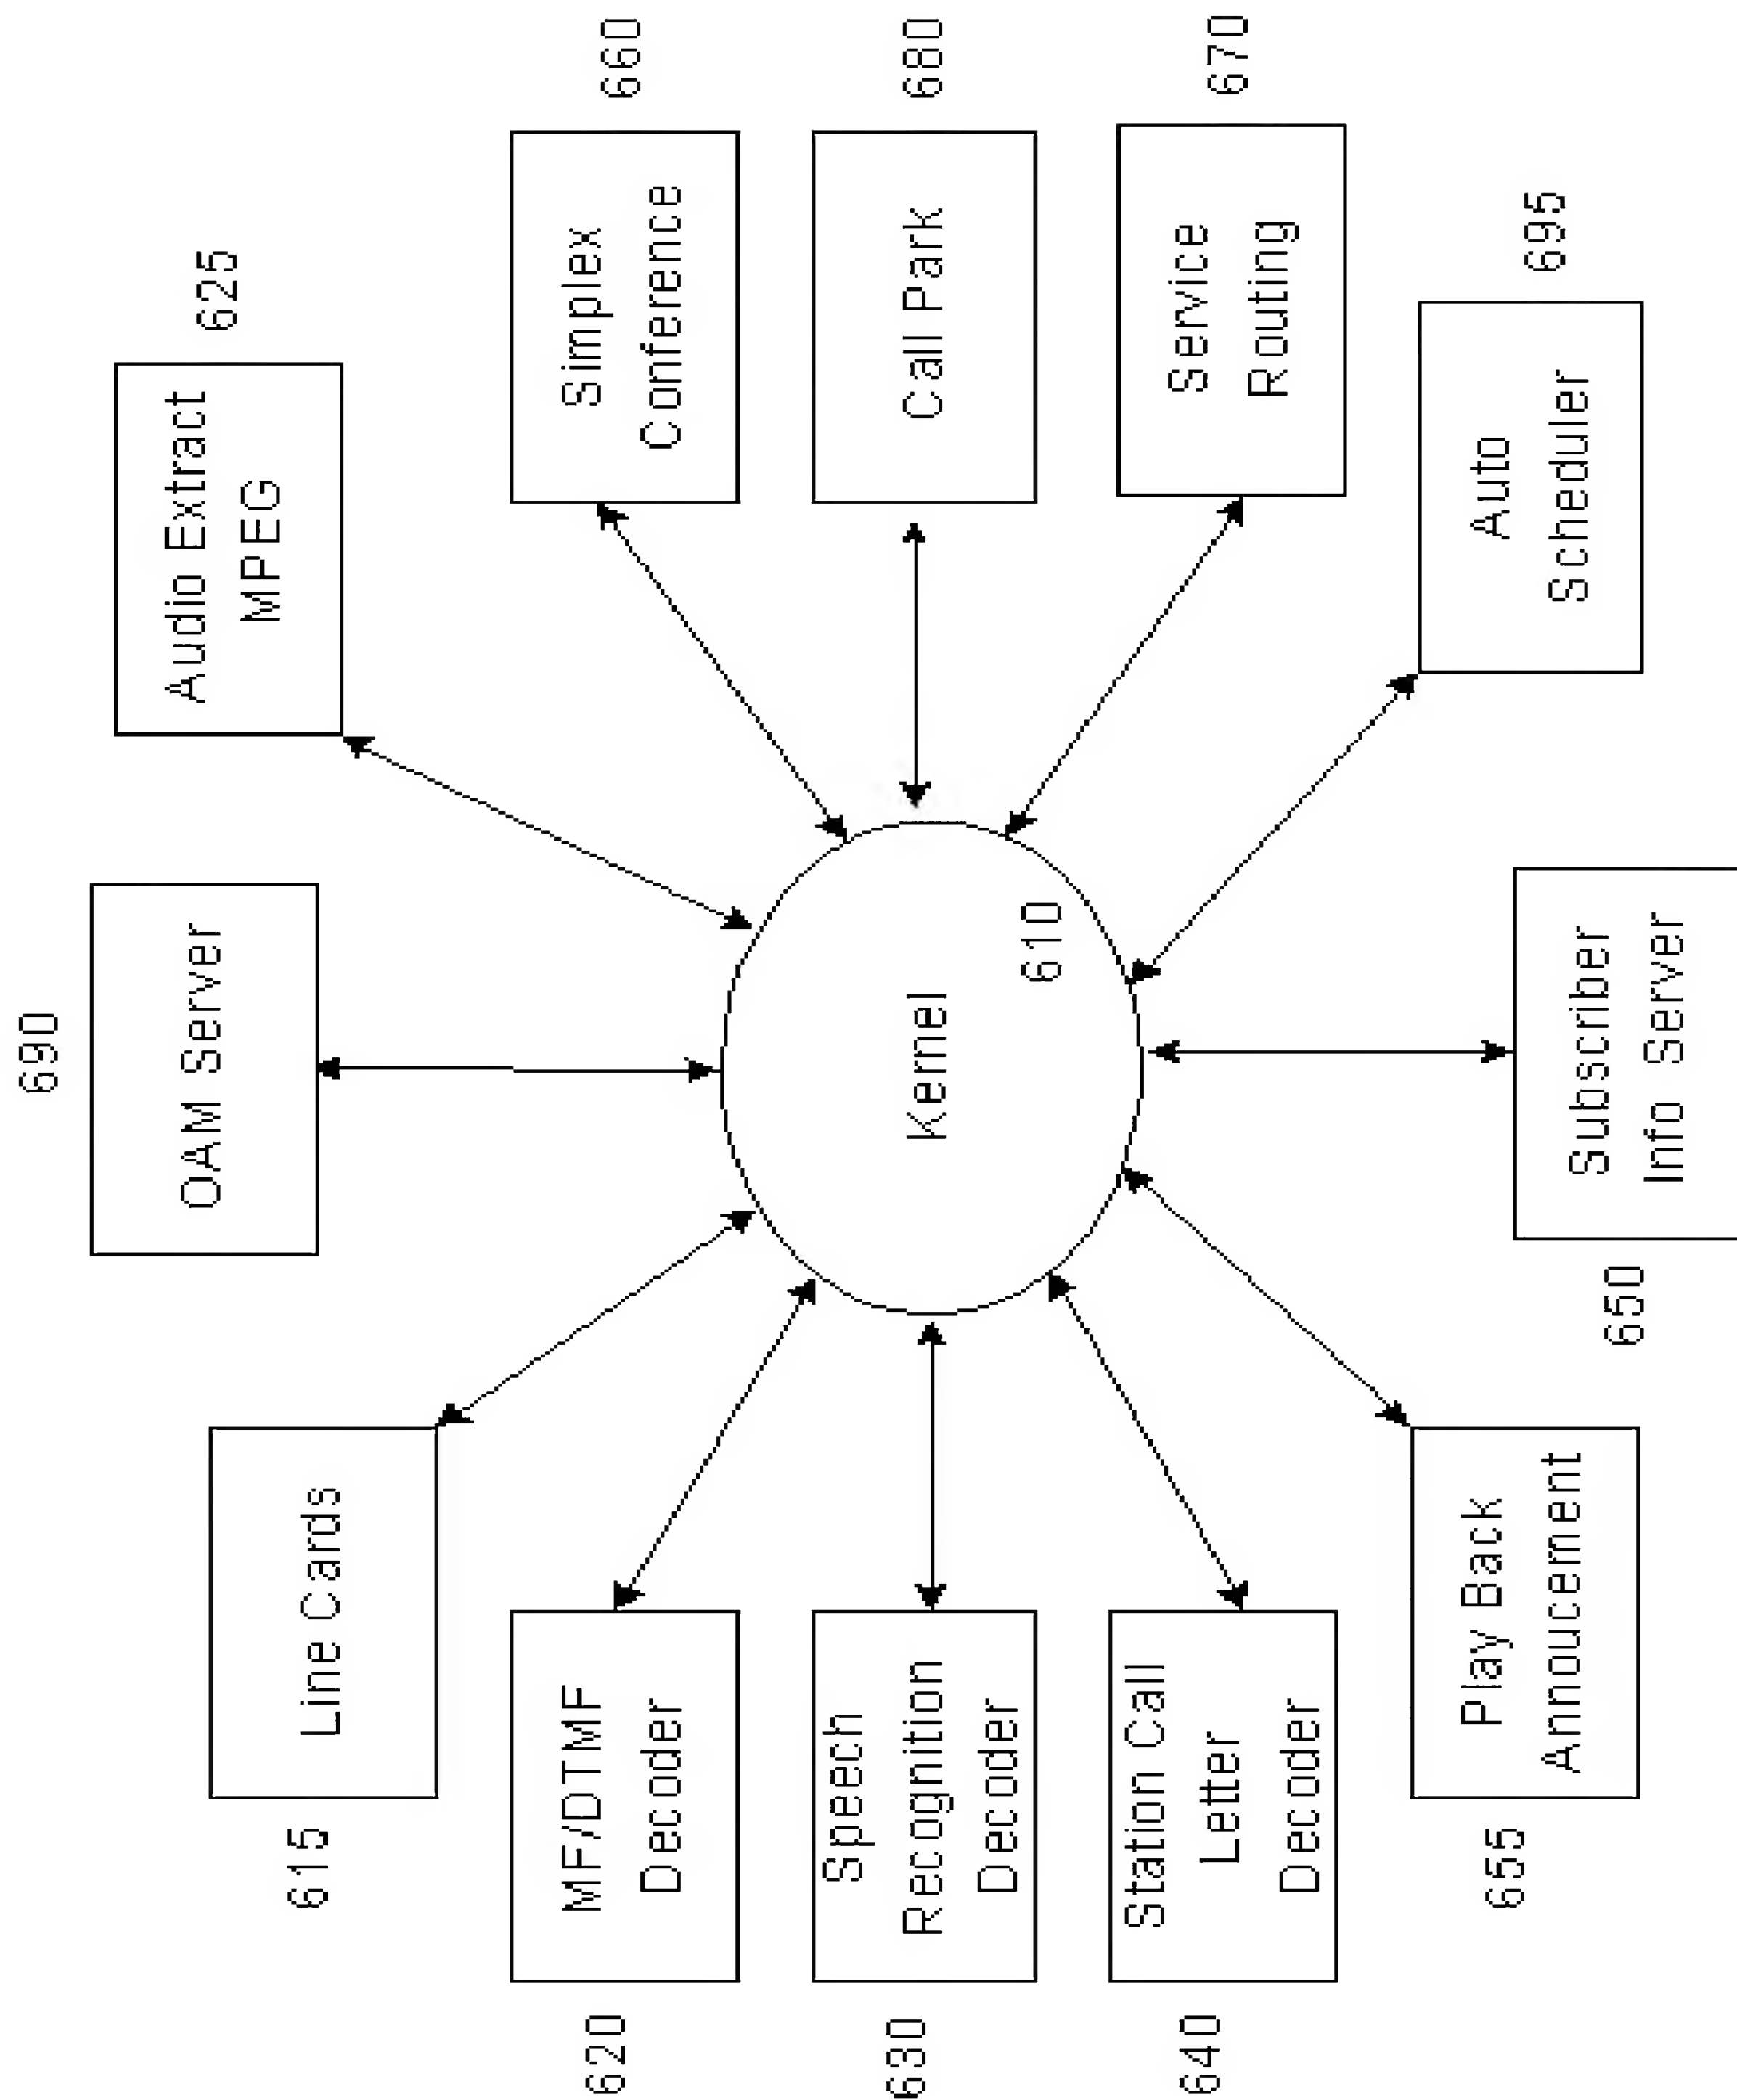 690
OAM Server
615
Line Cards
Audio Extract
MPEG
625
620
MF/DTMF
Decoder
Simplex
Conference
660
630
Speech
Recognition
Decoder
Kernel
610
Call Park
680
640
Station Call
Letter
Decoder
Service
Routing
670
655
Play Back
Annoucement
Auto
Scheduler
695
650
Subscriber
Info Server